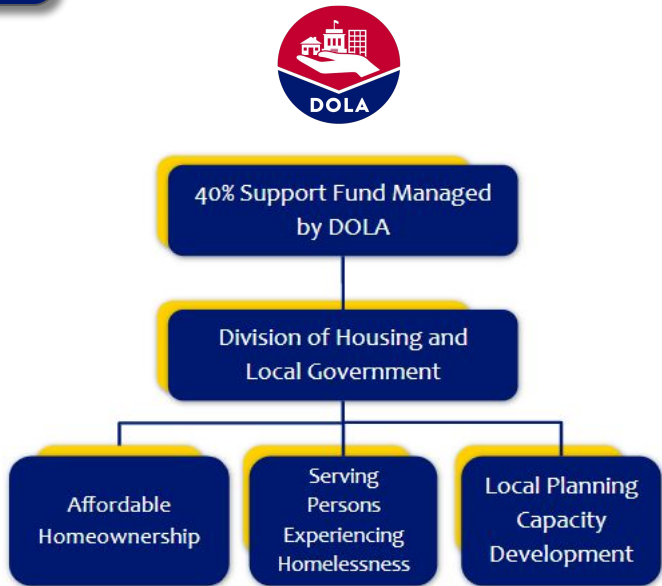 DOLA
40% Support Fund Managed
by DOLA
Division of Housing and
Local Government
Affordable
Homeownership
Serving
Persons
Experiencing
Homelessness
Local Planning
Capacity
Development